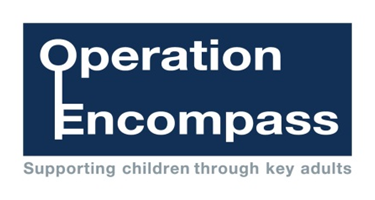 Operation
Encompass
Supporting children through key adults